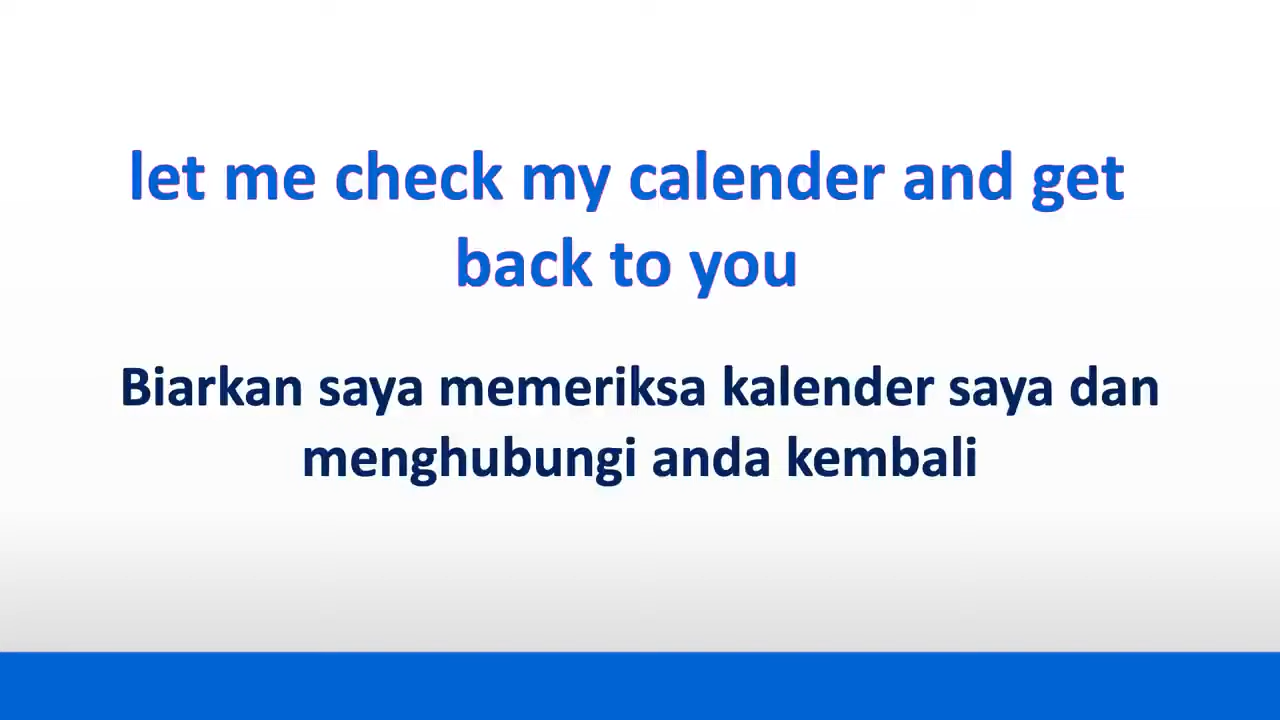 let me check my calender and get
back to you
Biarkan saya memeriksa kalender saya dan
menghubungi anda kembali